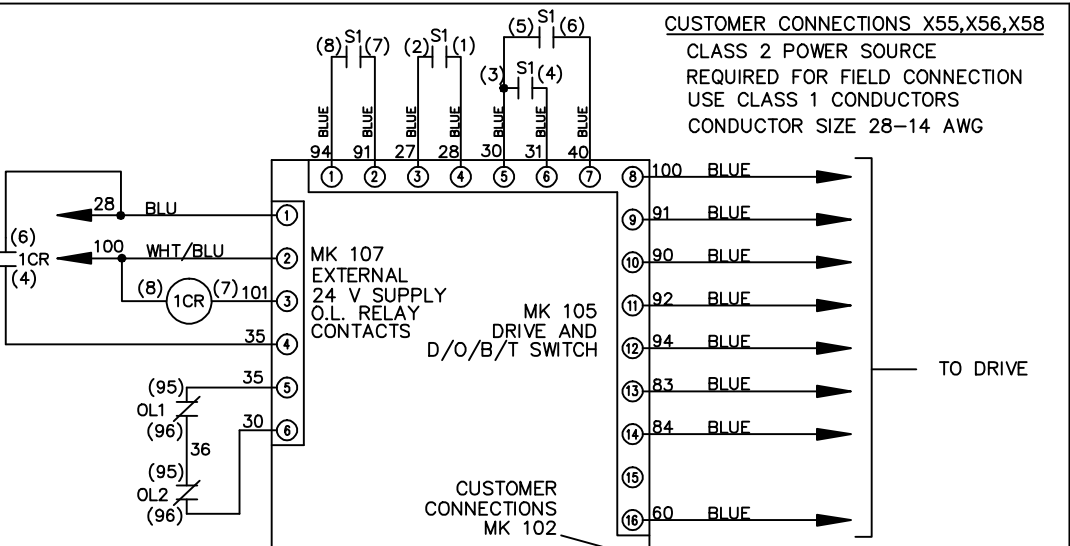 CUSTOMER CONNECTIONS X55,X56,X58
CLASS 2 POWER SOURCE
REQUIRED FOR FIELD CONNECTION
USE CLASS 1 CONDUCTORS
CONDUCTOR SIZE 28-14 AWG
(8) S1 (7)
(2) S1 (1)
(5) S1 (6)
(3) S1 (4)
BLUE BLUE BLUE BLUE BLUE BLUE BLUE
94 91 27 28 30 31 40
1 2 3 4 5 6 7
8 100 BLUE
9 91 BLUE
10 90 BLUE
11 92 BLUE
12 94 BLUE
13 83 BLUE
14 84 BLUE
15
16 60 BLUE
TO DRIVE
28 BLU 1
100 WHT/BLU 2
(6)
1CR
(4)
(8) 1CR (7) 101 3
35 4
35 5
30 6
(95)
OL1
(96)
36
(95)
OL2
(96)
MK 107
EXTERNAL
24 V SUPPLY
O.L. RELAY
CONTACTS
MK 105
DRIVE AND
D/O/B/T SWITCH
CUSTOMER
CONNECTIONS
MK 102